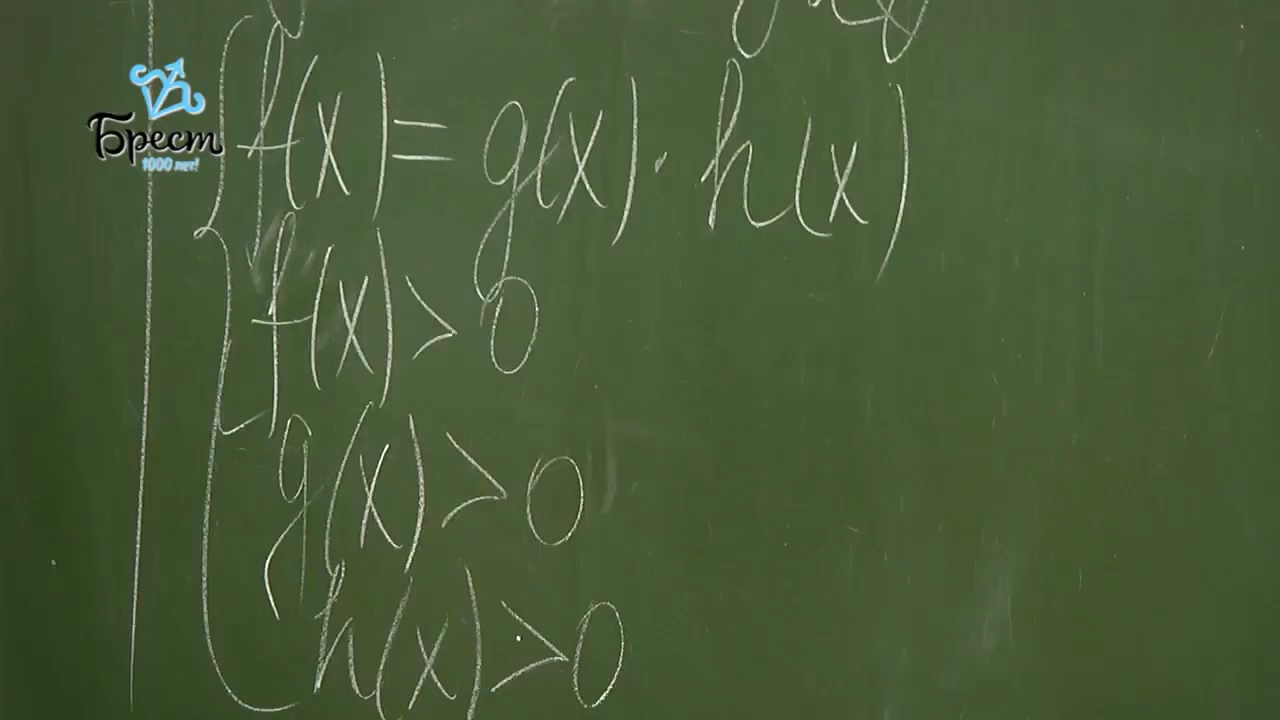 Брест
1000 лет!
f(x) = g(x) · h(x)
f(x) > 0
g(x) > 0
h(x) > 0